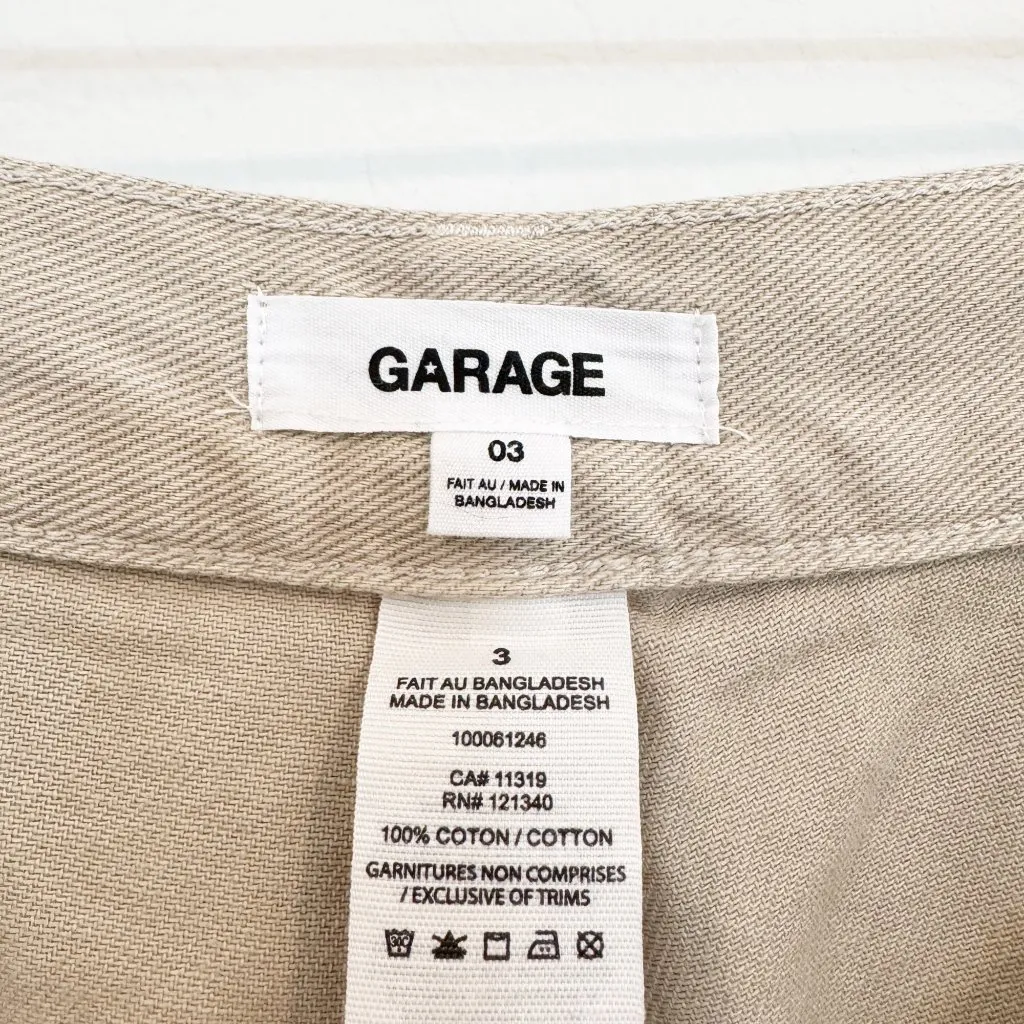 GARAGE
03
FAIT AU / MADE IN
BANGLADESH
3
FAIT AU BANGLADESH
MADE IN BANGLADESH
100061246
CA# 11319
RN# 121340
100% COTON / COTTON
GARNITURES NON COMPRISES
/ EXCLUSIVE OF TRIMS
30C